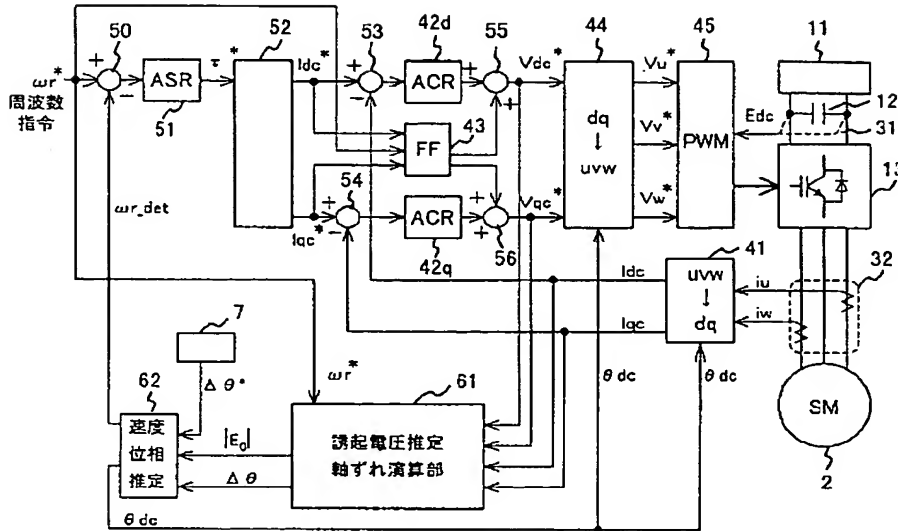 50
52
53
42d
55
44
45
11
ωr*
周波数
指令
+
-
ASR
51
τ*
Idc*
+
-
ACR
+
+
Vdc*
dq
↓
uvw
Vu*
Vv*
Vw*
PWM
Edc
12
31
13
FF
43
54
Iqc*
+
-
ACR
42q
+
+
56
Vqc*
ωr_det
41
uvw
↓
dq
Idc
Iqc
iu
iw
32
7
Δθ*
ωr*
61
θdc
θdc
SM
2
62
速度
位相
推定
|E₀|
Δθ
誘起電圧推定
軸ずれ演算部
θdc